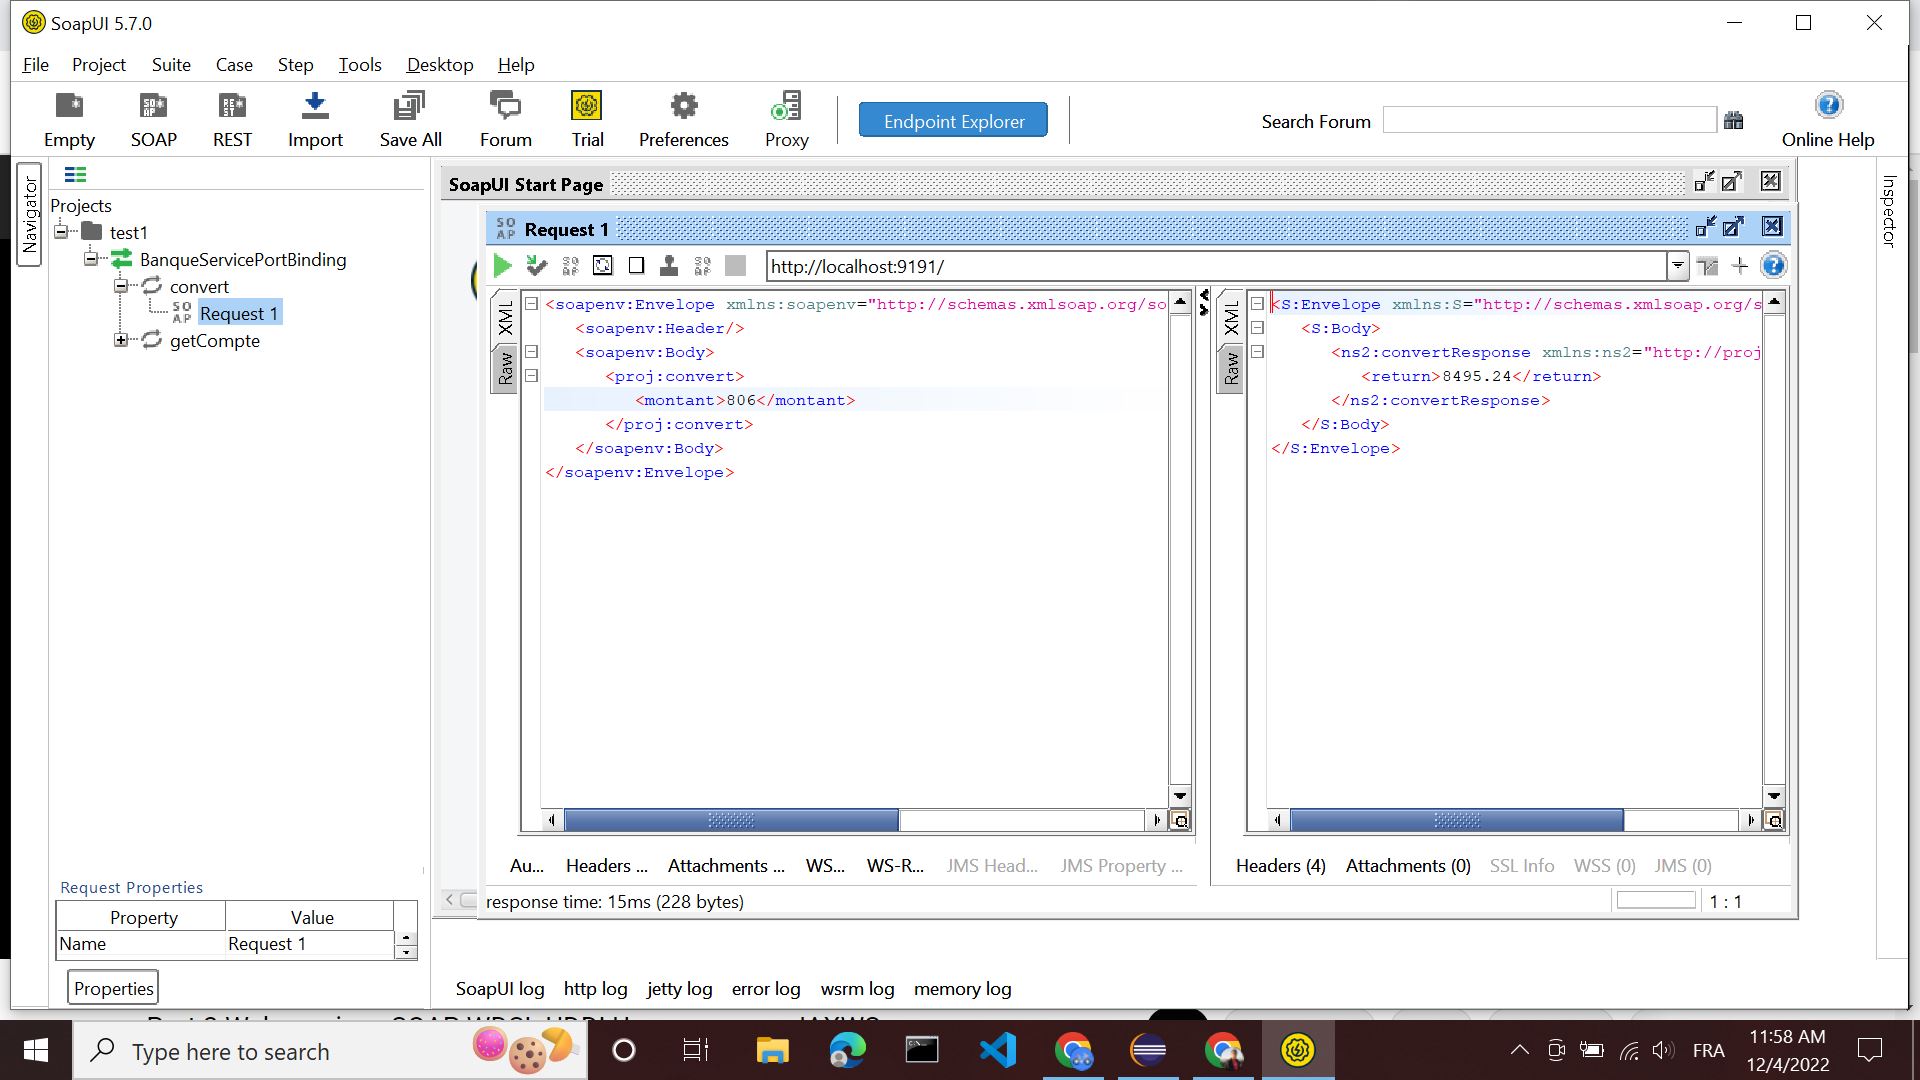 SoapUI 5.7.0
File Project Suite Case Step Tools Desktop Help
Empty SOAP REST Import Save All Forum Trial Preferences Proxy Endpoint Explorer Search Forum Online Help
Navigator
Projects
test1
BanqueServicePortBinding
convert
Request 1
getCompte
SoapUI Start Page
Request 1
http://localhost:9191/
XML
Raw
<soapenv:Envelope xmlns:soapenv="http://schemas.xmlsoap.org/so
<soapenv:Header/>
<soapenv:Body>
<proj:convert>
<montant>806</montant>
</proj:convert>
</soapenv:Body>
</soapenv:Envelope>
XML
Raw
<S:Envelope xmlns:S="http://schemas.xmlsoap.org/s
<S:Body>
<ns2:convertResponse xmlns:ns2="http://proj
<return>8495.24</return>
</ns2:convertResponse>
</S:Body>
</S:Envelope>
Inspector
Au... Headers ... Attachments ... WS... WS-R... JMS Head... JMS Property ...
Headers (4) Attachments (0) SSL Info WSS (0) JMS (0)
response time: 15ms (228 bytes)
1 : 1
Request Properties
Property Value
Name Request 1
Properties
SoapUI log http log jetty log error log wsrm log memory log
Type here to search
FRA
11:58 AM
12/4/2022